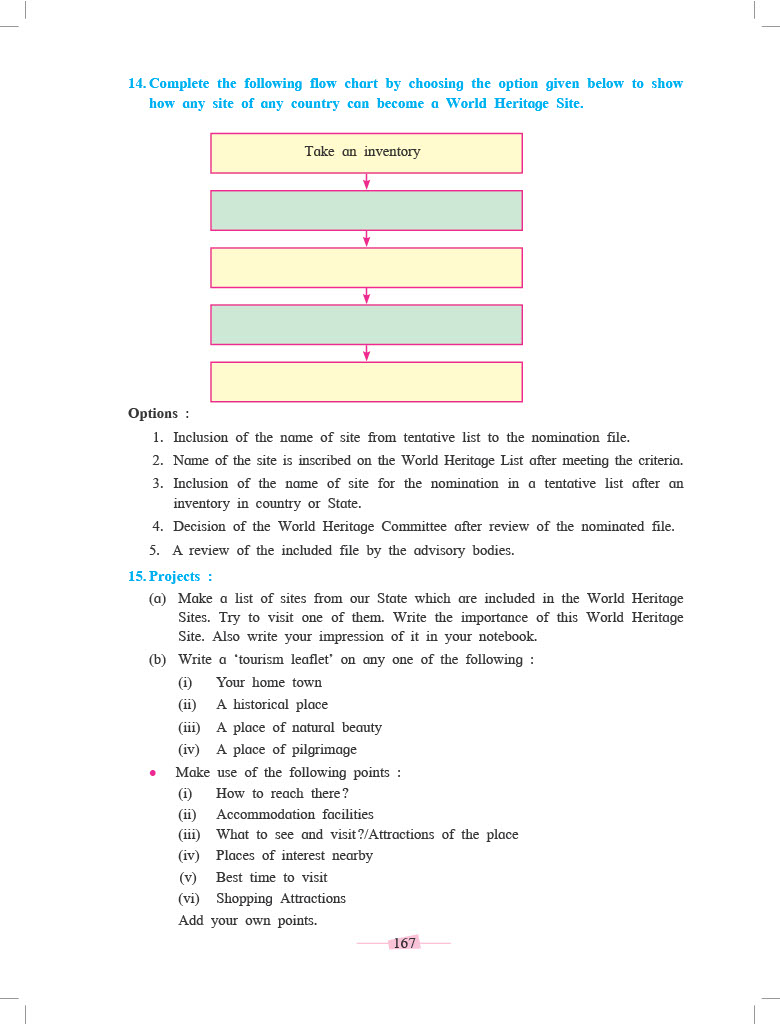 14. Complete the following flow chart by choosing the option given below to show
how any site of any country can become a World Heritage Site.
Take an inventory
Options :
1. Inclusion of the name of site from tentative list to the nomination file.
2. Name of the site is inscribed on the World Heritage List after meeting the criteria.
3. Inclusion of the name of site for the nomination in a tentative list after an
inventory in country or State.
4. Decision of the World Heritage Committee after review of the nominated file.
5. A review of the included file by the advisory bodies.
15. Projects :
(a) Make a list of sites from our State which are included in the World Heritage
Sites. Try to visit one of them. Write the importance of this World Heritage
Site. Also write your impression of it in your notebook.
(b) Write a ‘tourism leaflet’ on any one of the following :
(i) Your home town
(ii) A historical place
(iii) A place of natural beauty
(iv) A place of pilgrimage
• Make use of the following points :
(i) How to reach there?
(ii) Accommodation facilities
(iii) What to see and visit?/Attractions of the place
(iv) Places of interest nearby
(v) Best time to visit
(vi) Shopping Attractions
Add your own points.
167